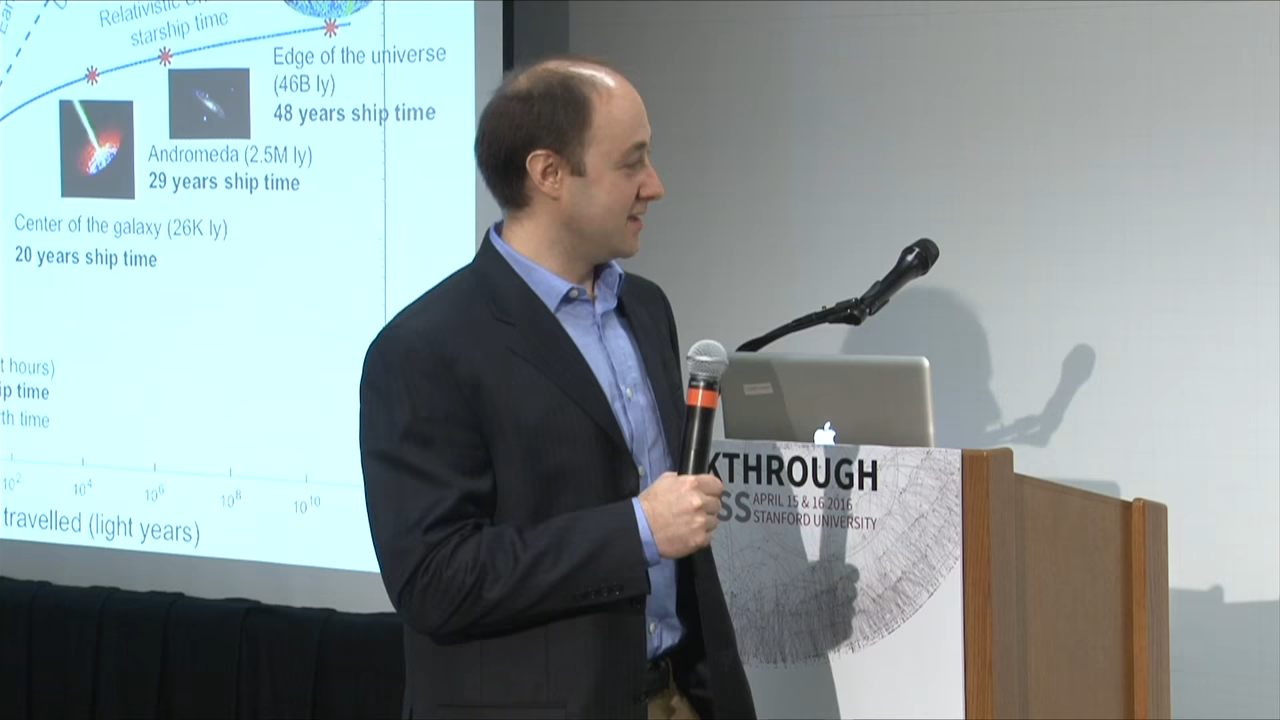 Relativistic
starship time
Edge of the universe
(46B ly)
48 years ship time
Andromeda (2.5M ly)
29 years ship time
Center of the galaxy (26K ly)
20 years ship time
t hours)
ip time
th time
10² 10⁴ 10⁶ 10⁸ 10¹⁰
travelled (light years)
KTHROUGH
SS
APRIL 15 & 16 2016
STANFORD UNIVERSITY